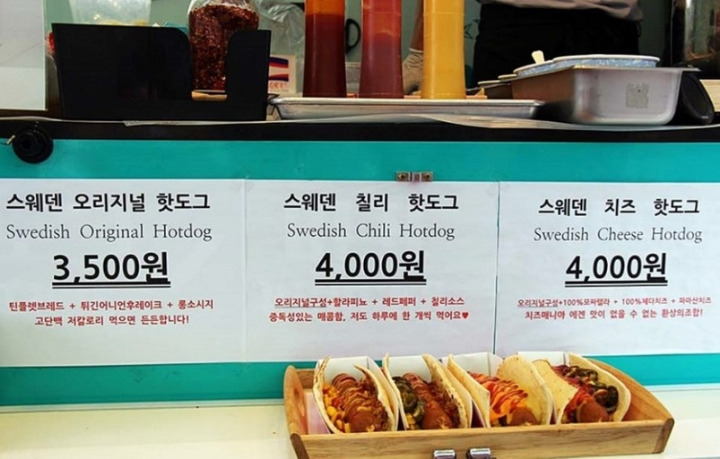 스웨덴 오리지널 핫도그
Swedish Original Hotdog
3,500원
틴플렛브레드 + 튀긴어니언후레이크 + 롱소시지
고단백 저칼로리 먹으면 든든합니다!
스웨덴 칠리 핫도그
Swedish Chili Hotdog
4,000원
오리지널구성+할라피뇨 + 레드페퍼 + 칠리소스
중독성있는 매콤함, 저도 하루에 한 개씩 먹어요♥
스웨덴 치즈 핫도그
Swedish Cheese Hotdog
4,000원
오리지널구성+100%모짜렐라 + 100%체다치즈 + 파마산치즈
치즈매니아 에겐 맛이 없을 수 없는 환상의조합!